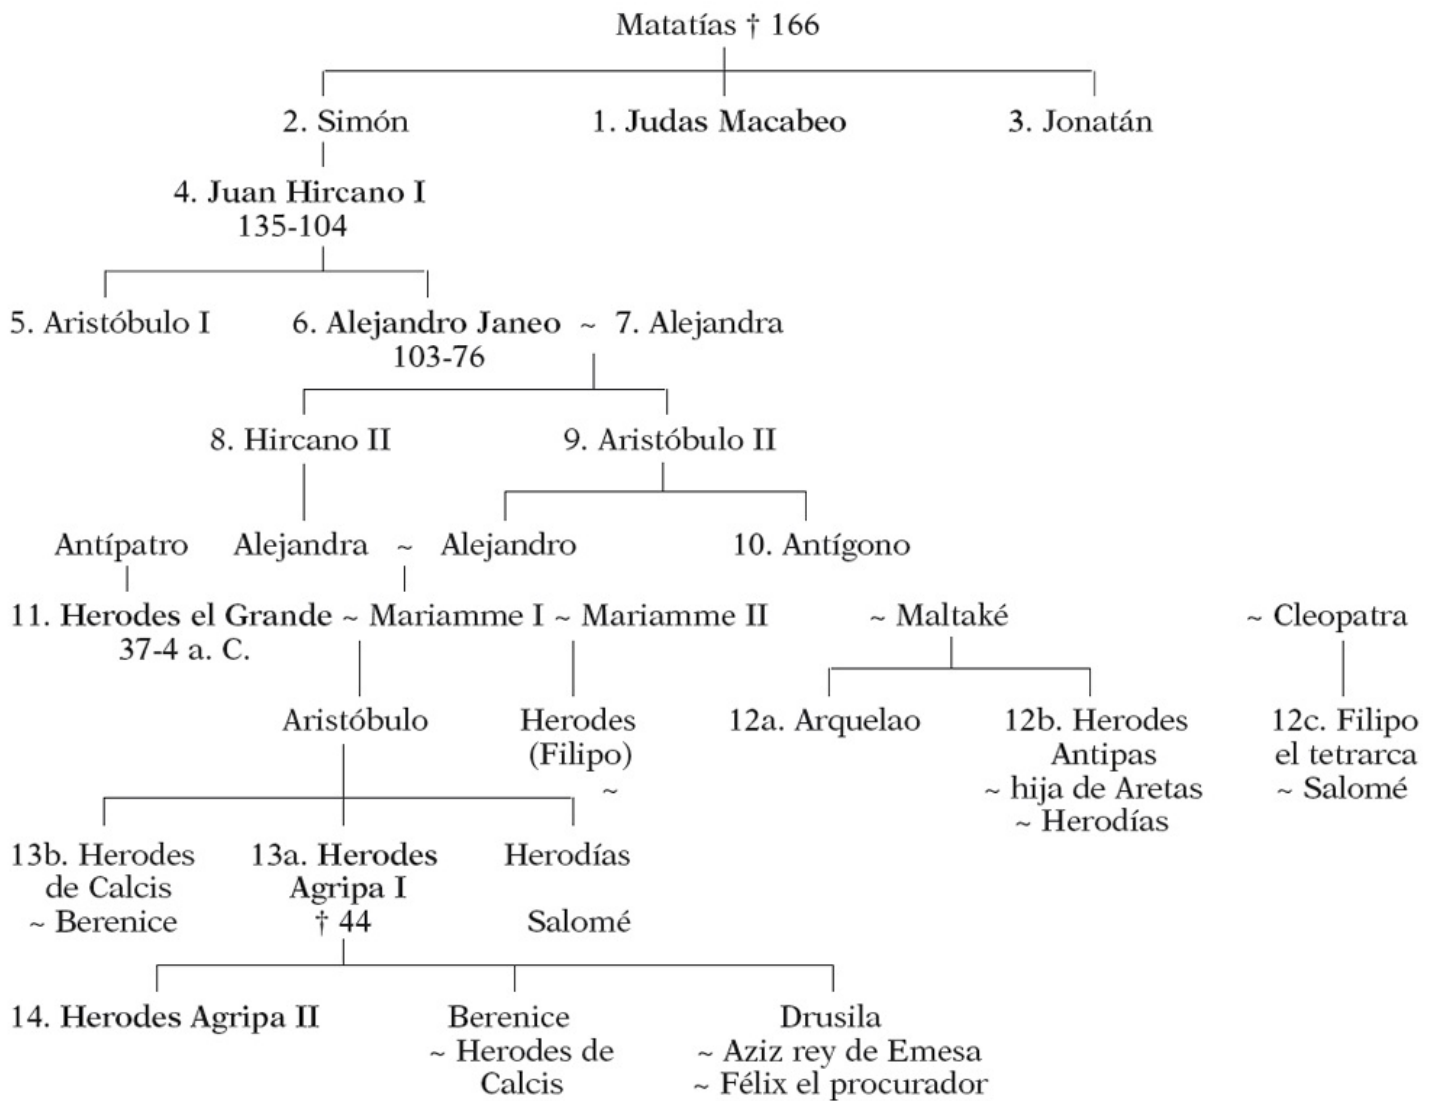 Matatías † 166
2. Simón 1. Judas Macabeo 3. Jonatán
4. Juan Hircano I
135-104
5. Aristóbulo I 6. Alejandro Janeo ~ 7. Alejandra
103-76
8. Hircano II 9. Aristóbulo II
Antípatro Alejandra ~ Alejandro 10. Antígono
11. Herodes el Grande ~ Mariamme I ~ Mariamme II ~ Maltaké ~ Cleopatra
37-4 a. C.
Aristóbulo Herodes 12a. Arquelao 12b. Herodes 12c. Filipo
(Filipo) Antipas el tetrarca
~ ~ hija de Aretas ~ Salomé
~ Herodías
13b. Herodes 13a. Herodes Herodías
de Calcis Agripa I
~ Berenice † 44 Salomé
14. Herodes Agripa II Berenice Drusila
~ Herodes de ~ Aziz rey de Emesa
Calcis ~ Félix el procurador